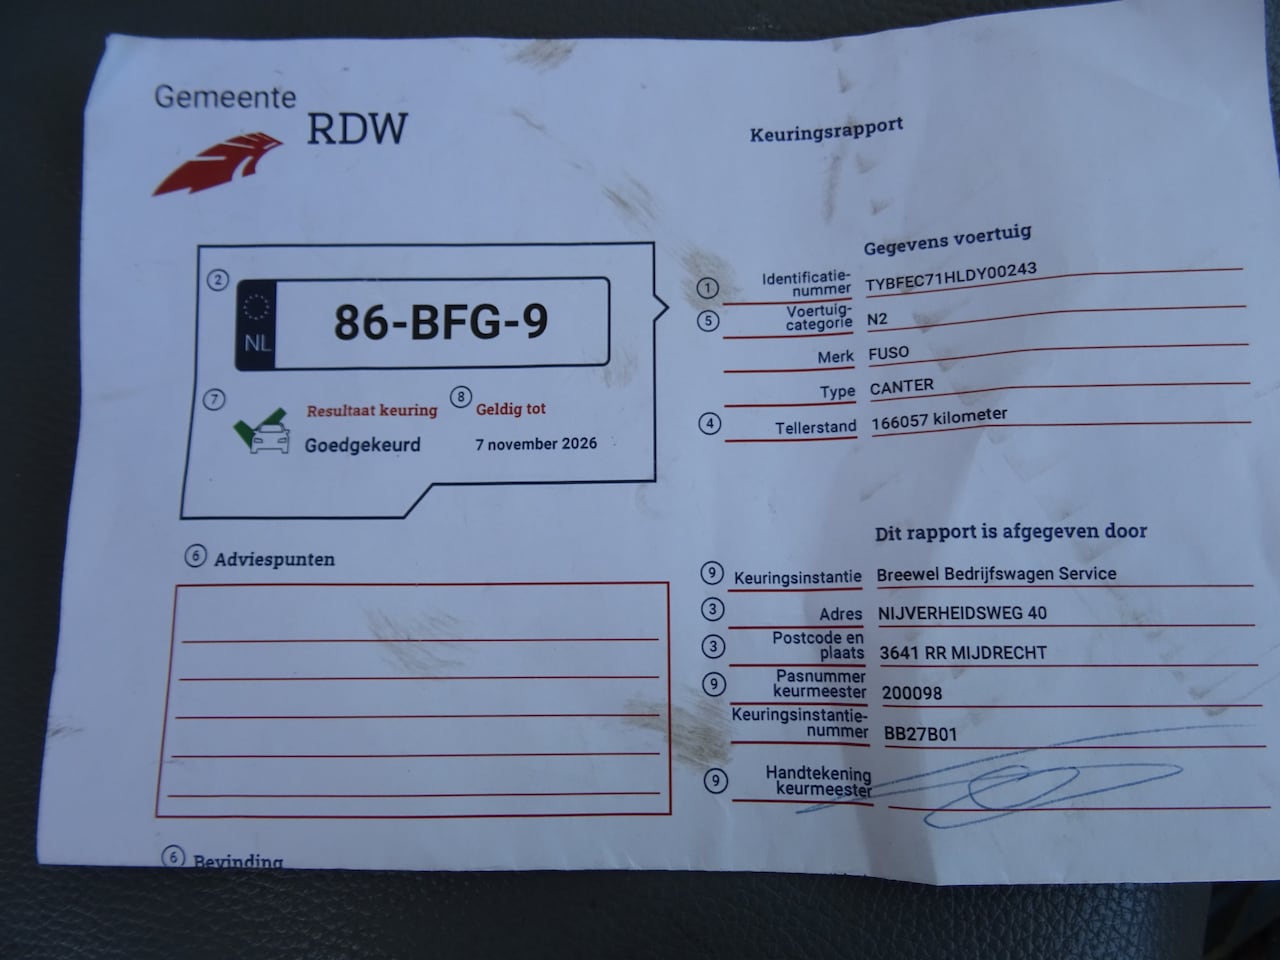 Gemeente
RDW
Keuringsrapport
2
NL
86-BFG-9
7
Resultaat keuring
Goedgekeurd
8
Geldig tot
7 november 2026
Gegevens voertuig
1
Identificatie-
nummer
TYBFEC71HLDY00243
5
Voertuig-
categorie
N2
Merk
FUSO
Type
CANTER
4
Tellerstand
166057 kilometer
6
Adviespunten
Dit rapport is afgegeven door
9
Keuringsinstantie
Breewel Bedrijfswagen Service
3
Adres
NIJVERHEIDSWEG 40
3
Postcode en
plaats
3641 RR MIJDRECHT
9
Pasnummer
keurmeester
200098
Keuringsinstantie-
nummer
BB27B01
9
Handtekening
keurmeester
6
Bevinding